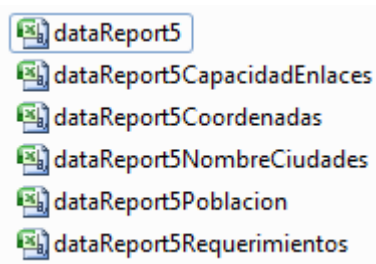 dataReport5
dataReport5CapacidadEnlaces
dataReport5Coordenadas
dataReport5NombreCiudades
dataReport5Poblacion
dataReport5Requerimientos